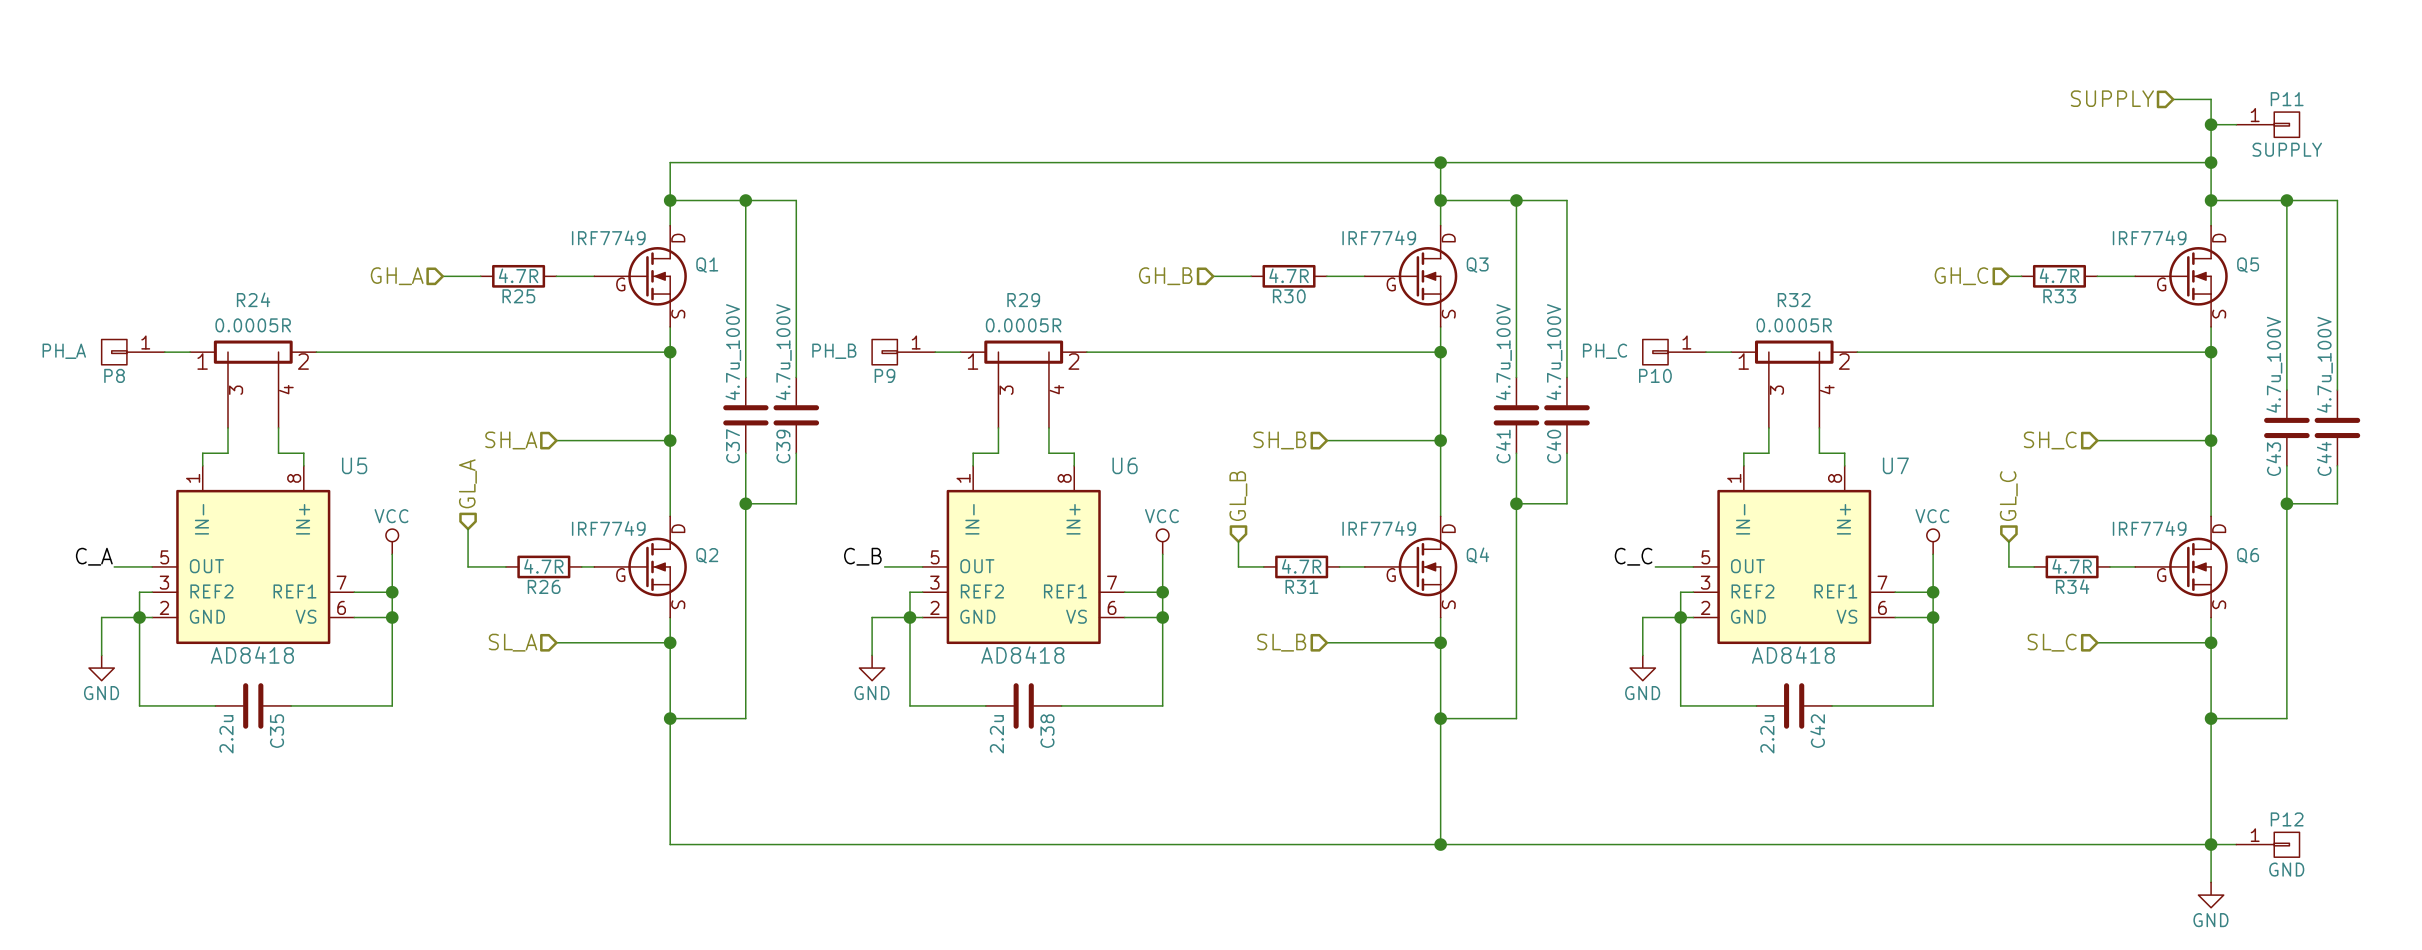 SUPPLY
P11
1
SUPPLY
IRF7749
D
Q1
GH_A
4.7R
R25
G
S
R24
0.0005R
PH_A
1
P8
1
2
3
4
4.7u_100V
4.7u_100V
C37
C39
SH_A
GL_A
U5
1
8
IN-
IN+
VCC
C_A
5
OUT
3
REF2
REF1
7
2
GND
VS
6
AD8418
GND
2.2u
C35
IRF7749
D
Q2
4.7R
R26
G
S
SL_A
IRF7749
D
Q3
GH_B
4.7R
R30
G
S
R29
0.0005R
PH_B
1
P9
1
2
3
4
4.7u_100V
4.7u_100V
C41
C40
SH_B
GL_B
U6
1
8
IN-
IN+
VCC
C_B
5
OUT
3
REF2
REF1
7
2
GND
VS
6
AD8418
GND
2.2u
C38
IRF7749
D
Q4
4.7R
R31
G
S
SL_B
IRF7749
D
Q5
GH_C
4.7R
R33
G
S
R32
0.0005R
PH_C
1
P10
1
2
3
4
4.7u_100V
4.7u_100V
C43
C44
SH_C
GL_C
U7
1
8
IN-
IN+
VCC
C_C
5
OUT
3
REF2
REF1
7
2
GND
VS
6
AD8418
GND
2.2u
C42
IRF7749
D
Q6
4.7R
R34
G
S
SL_C
P12
1
GND
GND